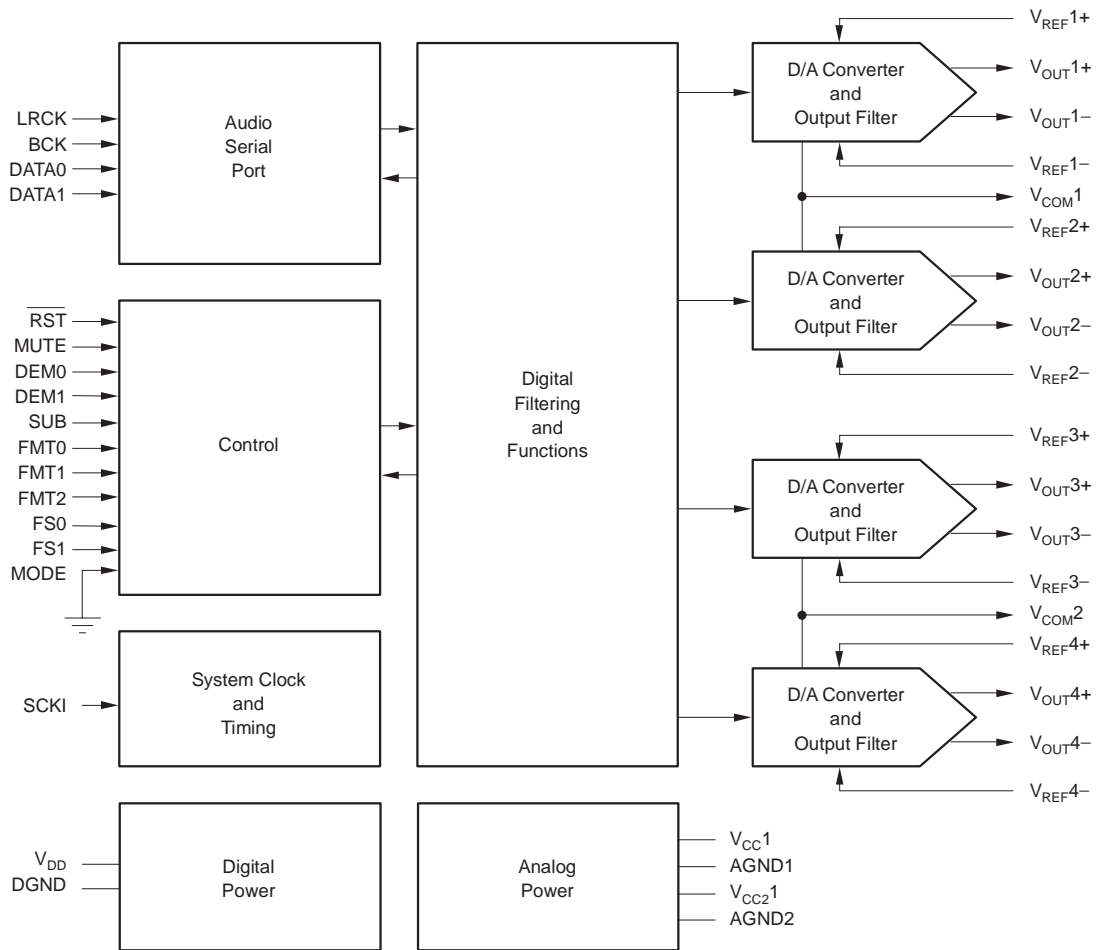 LRCK
BCK
DATA0
DATA1
Audio
Serial
Port
RST
MUTE
DEM0
DEM1
SUB
FMT0
FMT1
FMT2
FS0
FS1
MODE
Control
SCKI
System Clock
and
Timing
VDD
DGND
Digital
Power
Digital
Filtering
and
Functions
Analog
Power
VCC1
AGND1
VCC21
AGND2
D/A Converter
and
Output Filter
VREF1+
VOUT1+
VOUT1−
VREF1−
VCOM1
D/A Converter
and
Output Filter
VREF2+
VOUT2+
VOUT2−
VREF2−
D/A Converter
and
Output Filter
VREF3+
VOUT3+
VOUT3−
VREF3−
VCOM2
D/A Converter
and
Output Filter
VREF4+
VOUT4+
VOUT4−
VREF4−